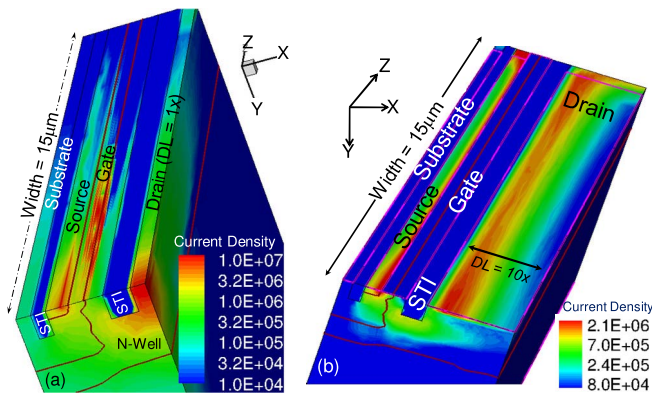 Width = 15µm
Substrate
Source
Gate
Drain (DL = 1x)
Z
X
Y
STI
STI
N-Well
(a)
Current Density
1.0E+07
3.2E+06
1.0E+06
3.2E+05
1.0E+05
3.2E+04
1.0E+04
Z
X
Y
Width = 15µm
Substrate
Source
Gate
STI
Drain
DL = 10x
(b)
Current Density
2.1E+06
7.0E+05
2.4E+05
8.0E+04